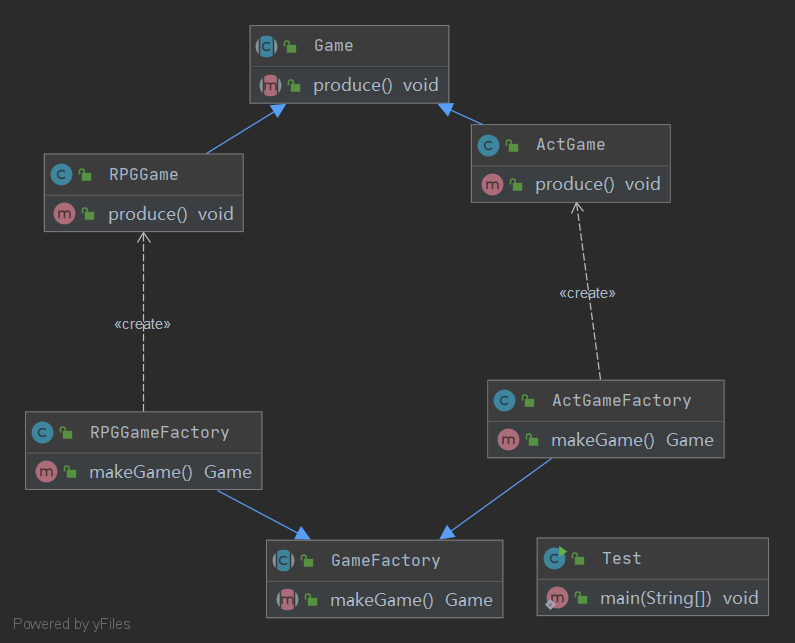 Game
produce() void
ActGame
produce() void
RPGGame
produce() void
«create»
«create»
ActGameFactory
makeGame() Game
RPGGameFactory
makeGame() Game
GameFactory
makeGame() Game
Test
main(String[]) void
Powered by yFiles